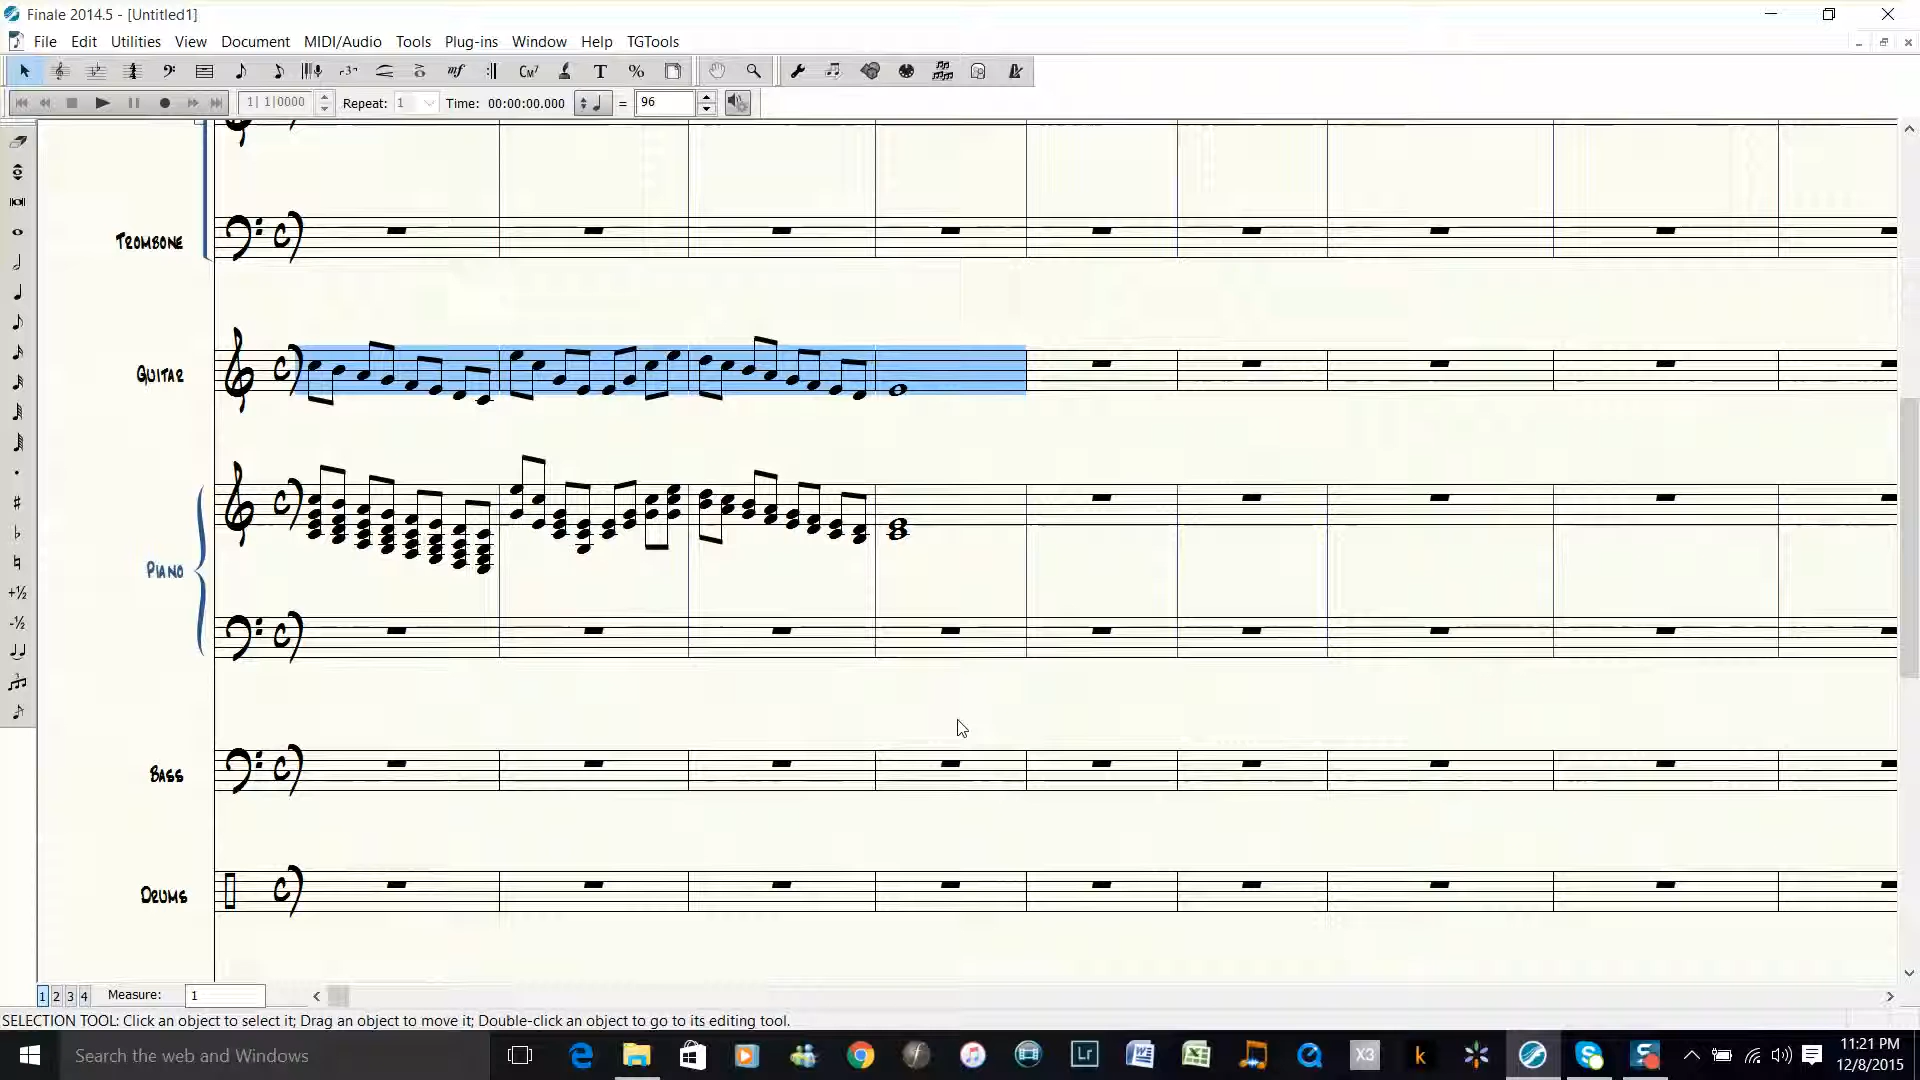 Finale 2014.5 - [Untitled1]
File Edit Utilities View Document MIDI/Audio Tools Plug-ins Window Help TGTools
CM7 mf T %
1| 1|0000 Repeat: 1 Time: 00:00:00.000 = 96
TROMBONE
GUITAR
PIANO
BASS
DRUMS
+½
-½
1 2 3 4 Measure: 1
SELECTION TOOL: Click an object to select it; Drag an object to move it; Double-click an object to go to its editing tool.
Search the web and Windows
Lr
X3
k
11:21 PM
12/8/2015